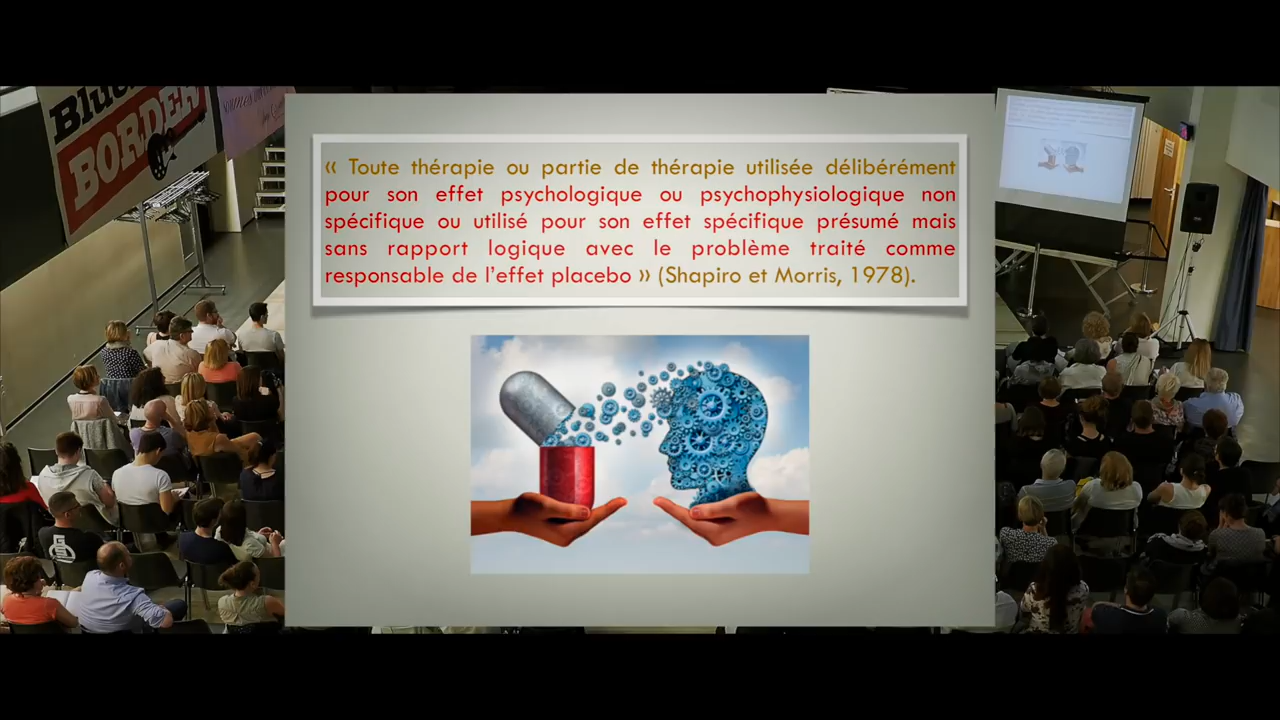 Blue
BORDER
« Toute thérapie ou partie de thérapie utilisée délibérément
pour son effet psychologique ou psychophysiologique non
spécifique ou utilisé pour son effet spécifique présumé mais
sans rapport logique avec le problème traité comme
responsable de l'effet placebo » (Shapiro et Morris, 1978).